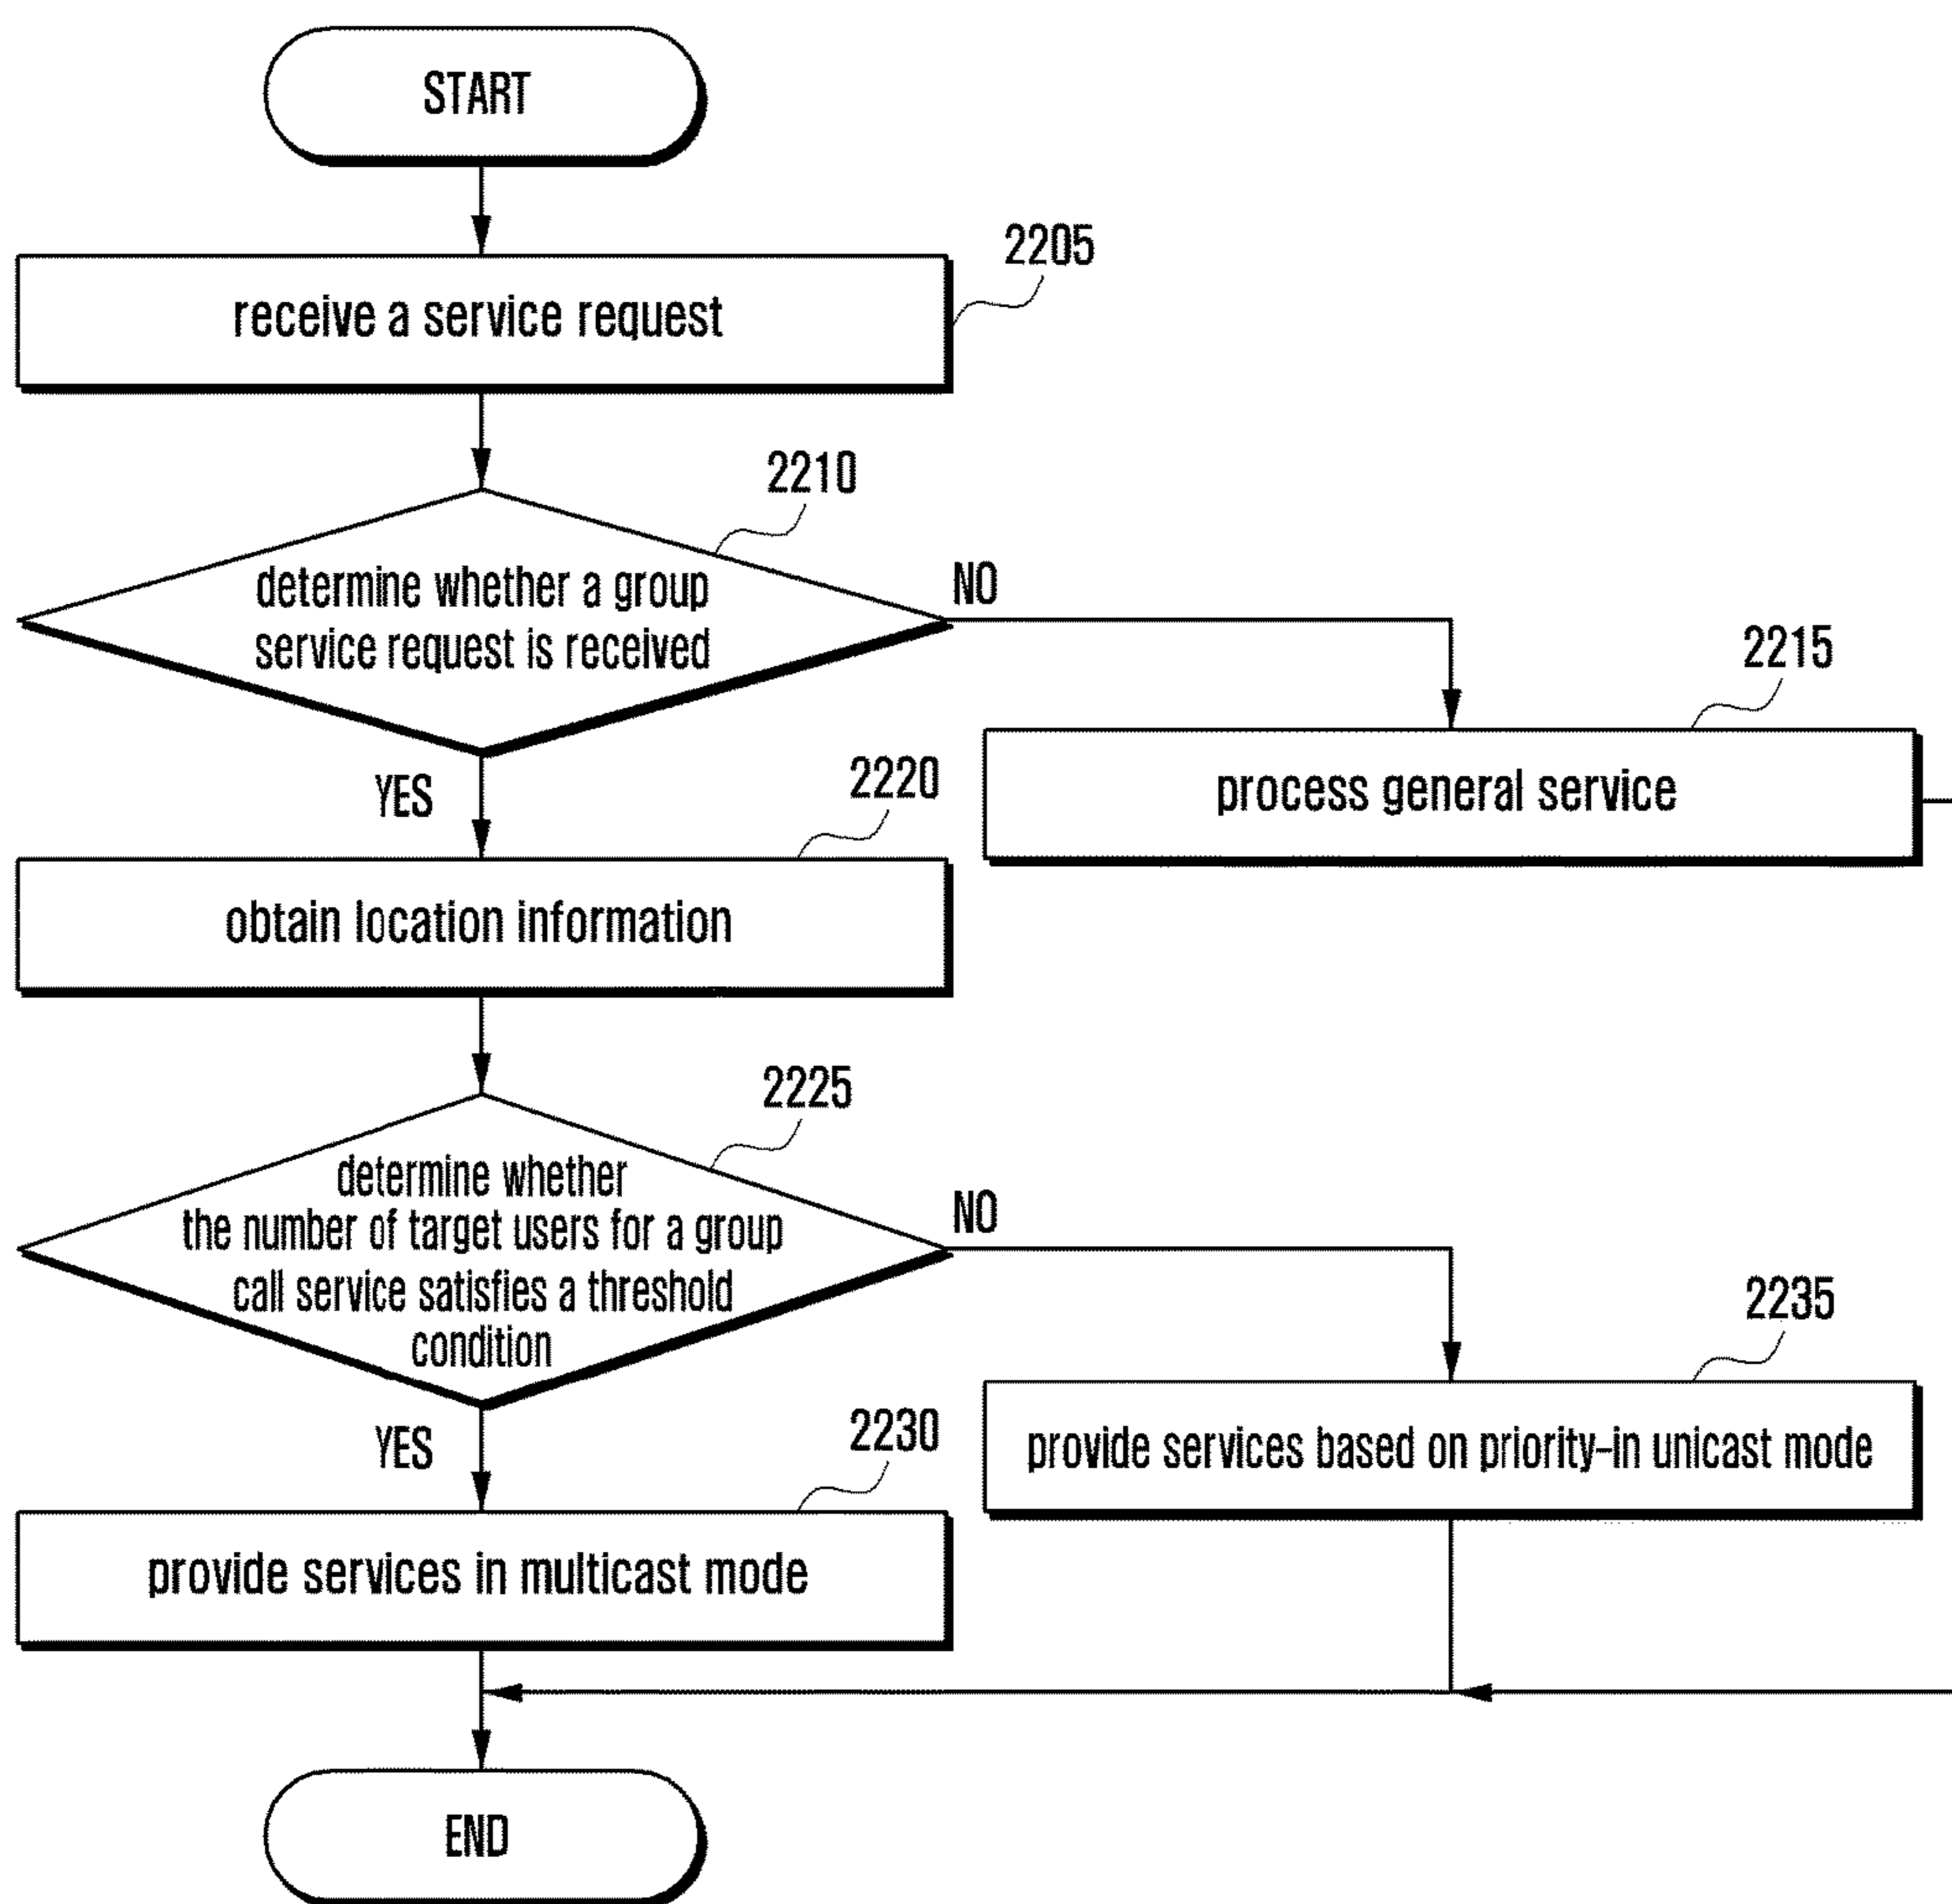 START
2205
receive a service request
2210
determine whether a group
service request is received
NO
2215
process general service
YES
2220
obtain location information
2225
determine whether
the number of target users for a group
call service satisfies a threshold
condition
NO
2235
provide services based on priority-in unicast mode
YES
2230
provide services in multicast mode
END